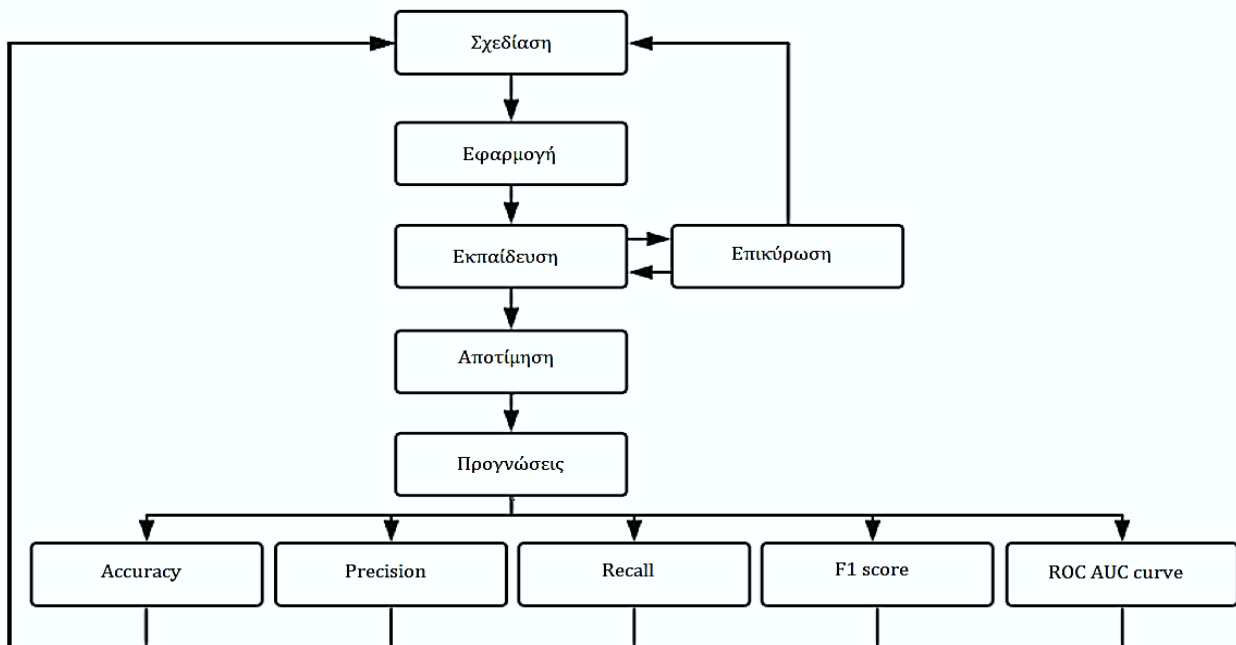 Σχεδίαση
Εφαρμογή
Εκπαίδευση
Επικύρωση
Αποτίμηση
Προγνώσεις
Accuracy
Precision
Recall
F1 score
ROC AUC curve